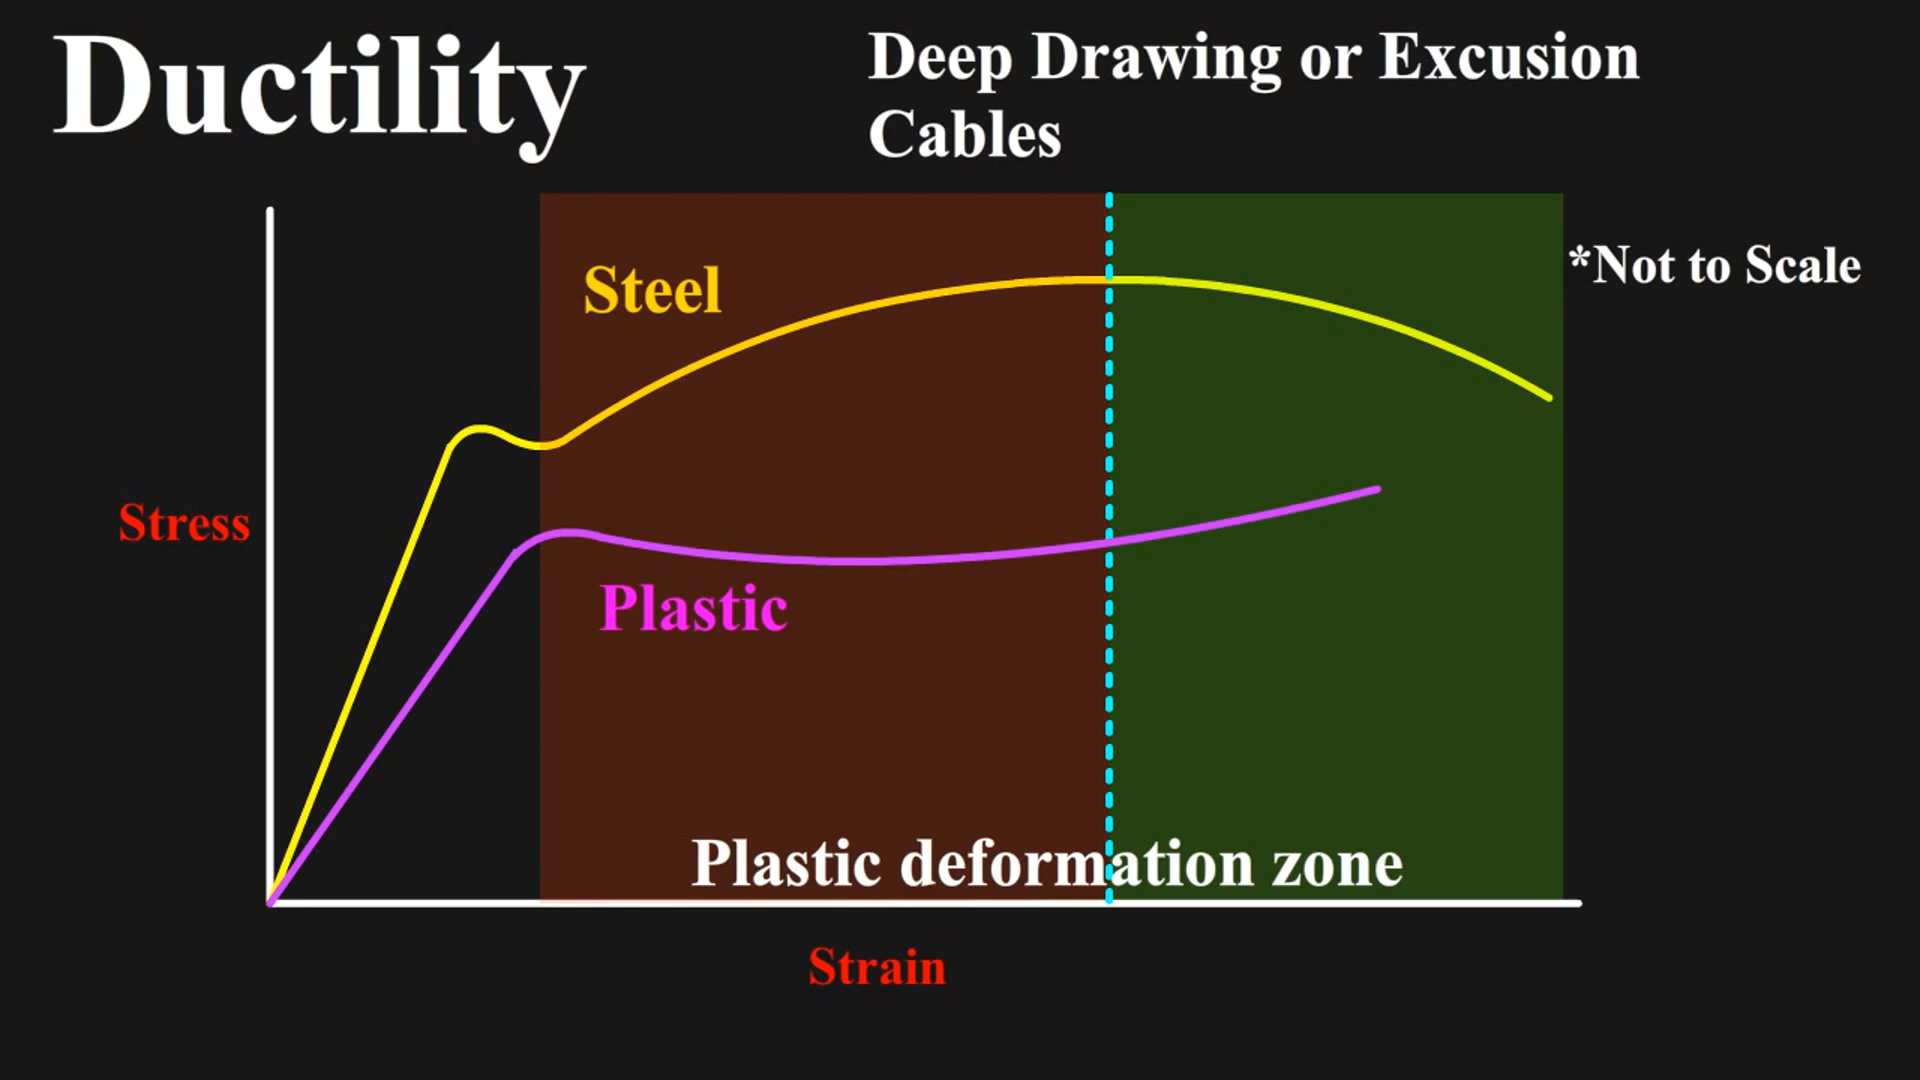 Ductility
Deep Drawing or Excusion
Cables
*Not to Scale
Steel
Stress
Plastic
Plastic deformation zone
Strain